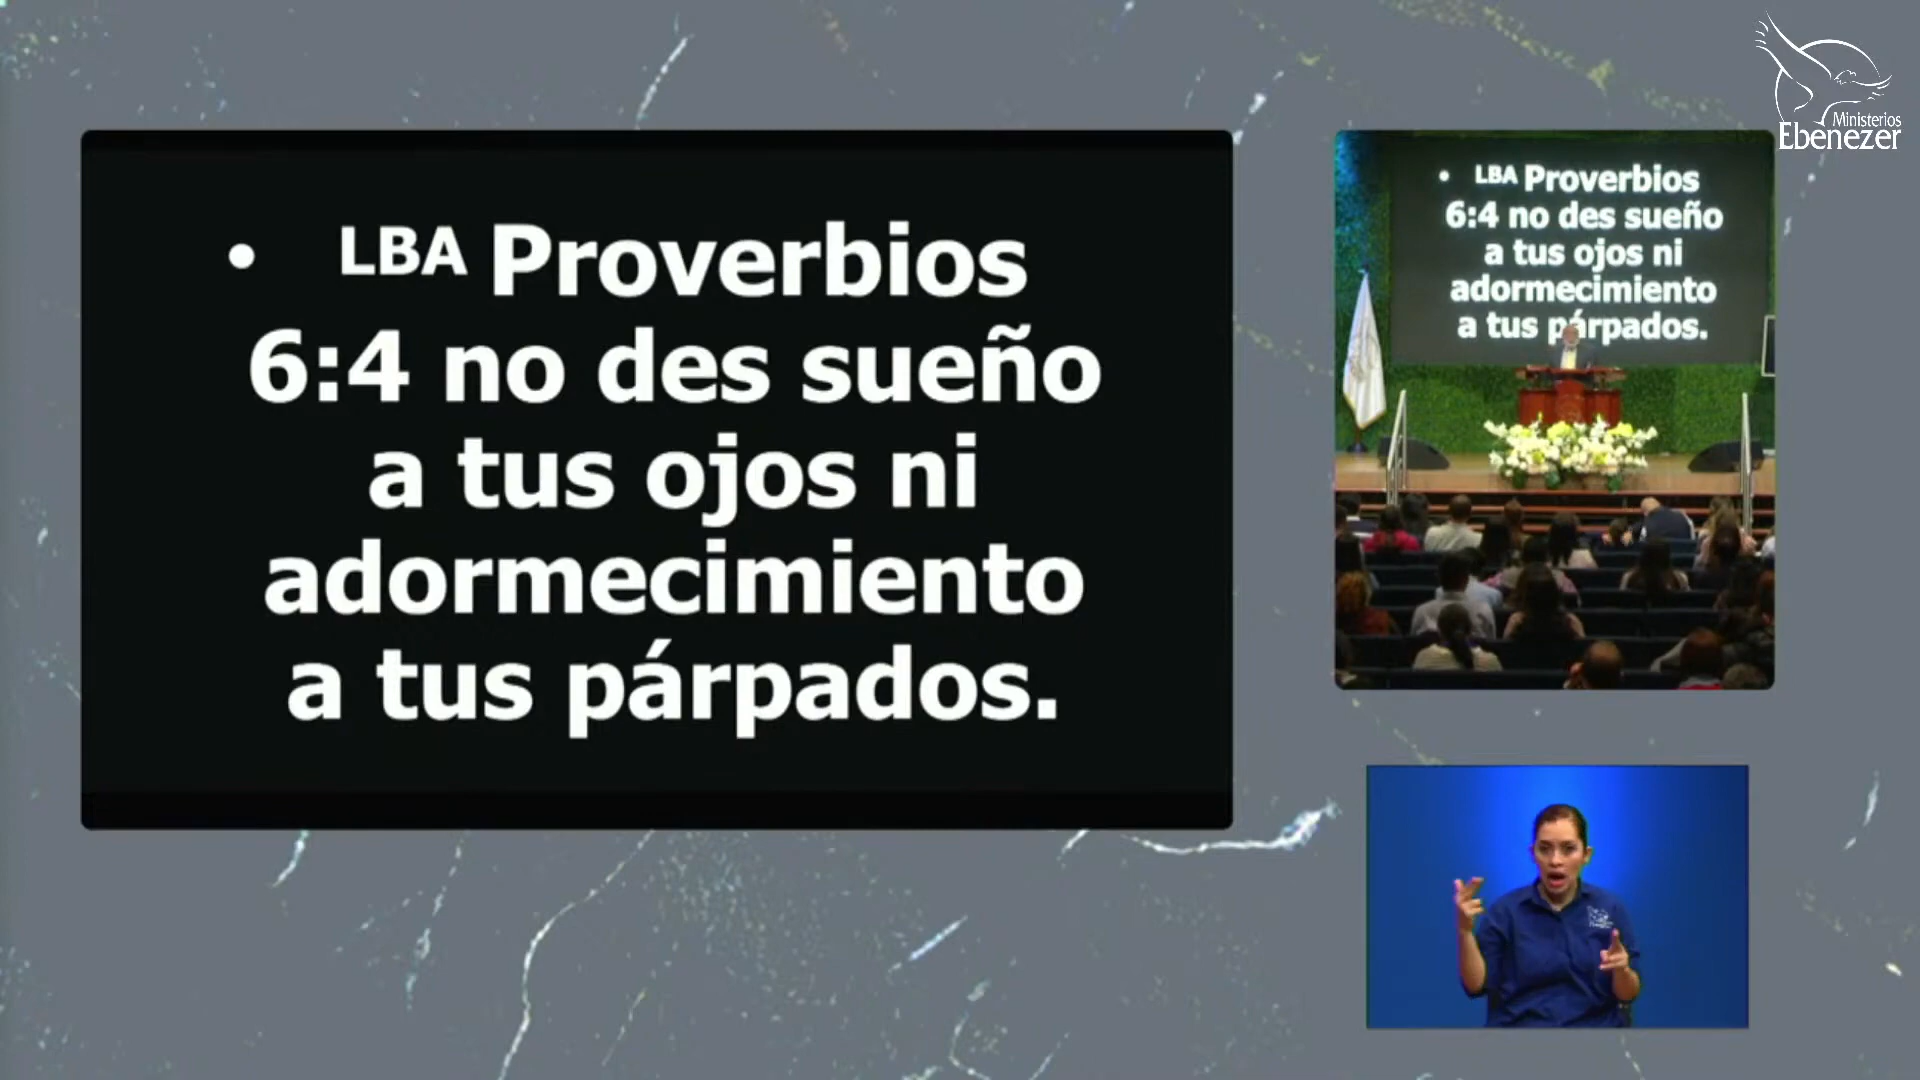 • LBA Proverbios
6:4 no des sueño
a tus ojos ni
adormecimiento
a tus párpados.
Ministerios
Ebenezer
• LBA Proverbios
6:4 no des sueño
a tus ojos ni
adormecimiento
a tus párpados.